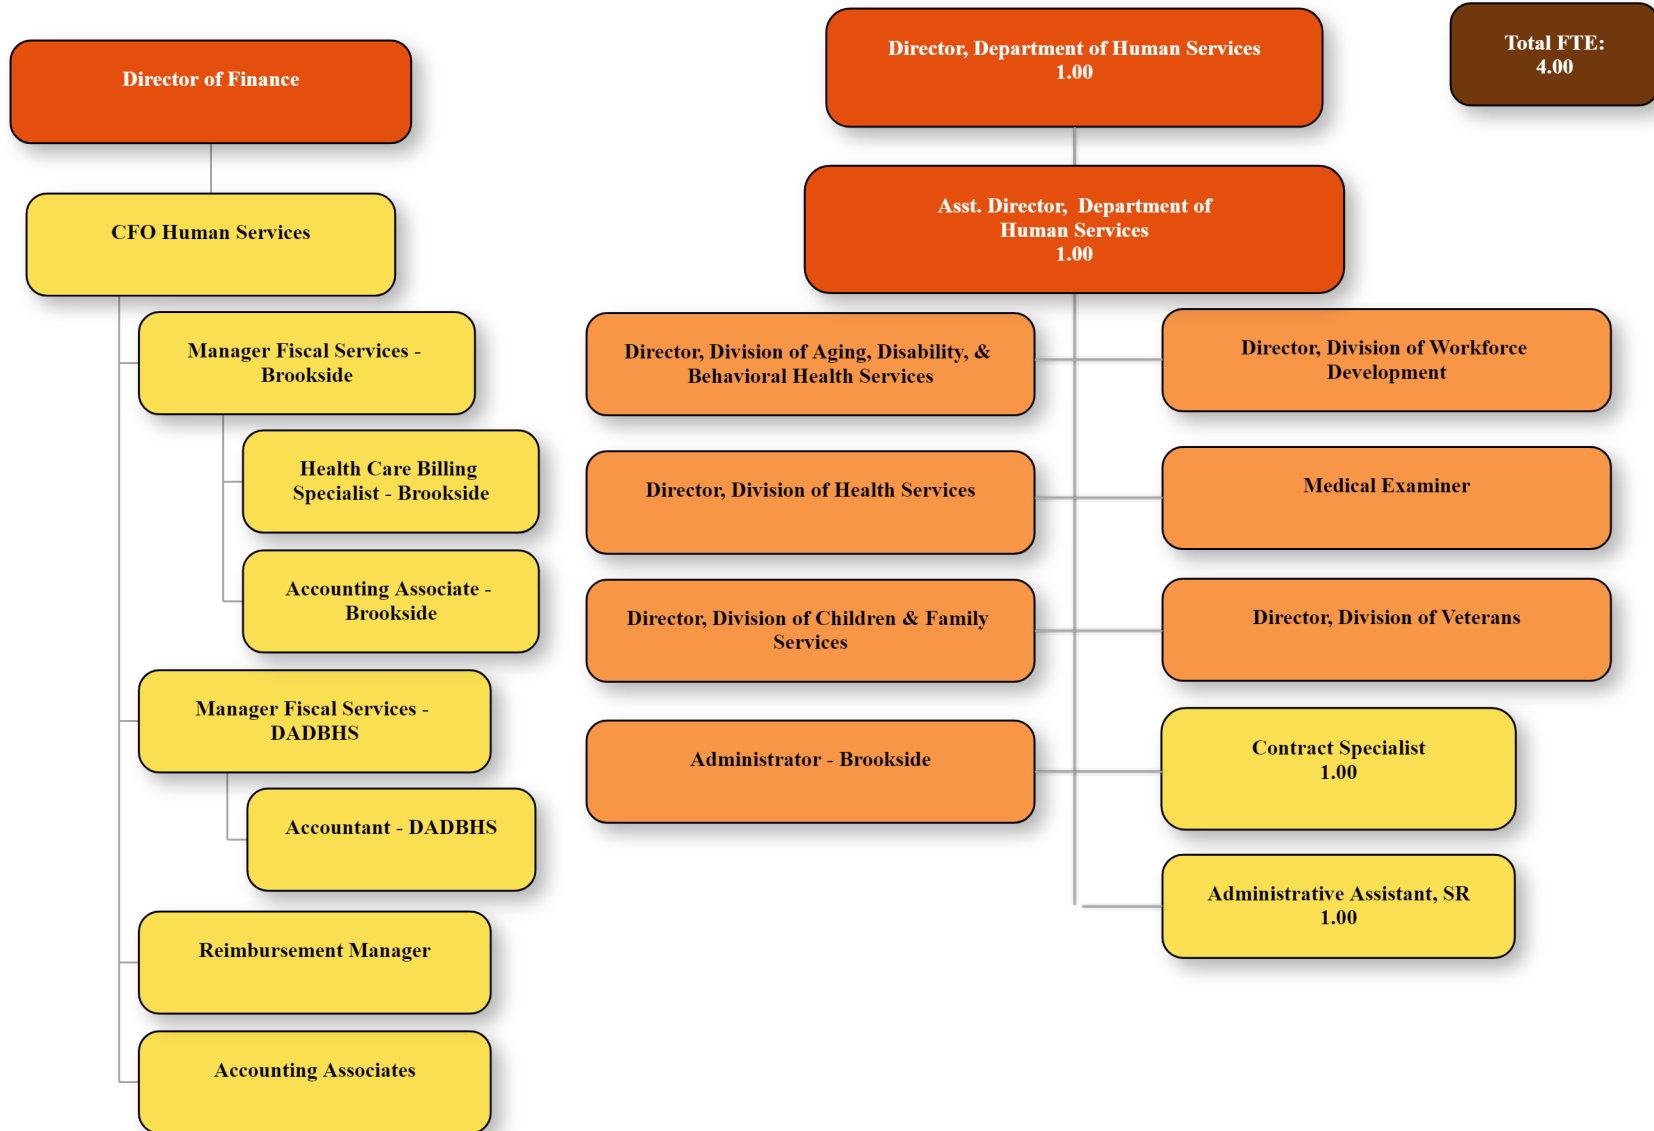 Director of Finance
CFO Human Services
Manager Fiscal Services -
Brookside
Health Care Billing
Specialist - Brookside
Accounting Associate -
Brookside
Manager Fiscal Services -
DADBHS
Accountant - DADBHS
Reimbursement Manager
Accounting Associates
Director, Department of Human Services
1.00
Asst. Director,  Department of
Human Services
1.00
Director, Division of Aging, Disability, &
Behavioral Health Services
Director, Division of Workforce
Development
Director, Division of Health Services
Medical Examiner
Director, Division of Children & Family
Services
Director, Division of Veterans
Administrator - Brookside
Contract Specialist
1.00
Administrative Assistant, SR
1.00
Total FTE:
4.00